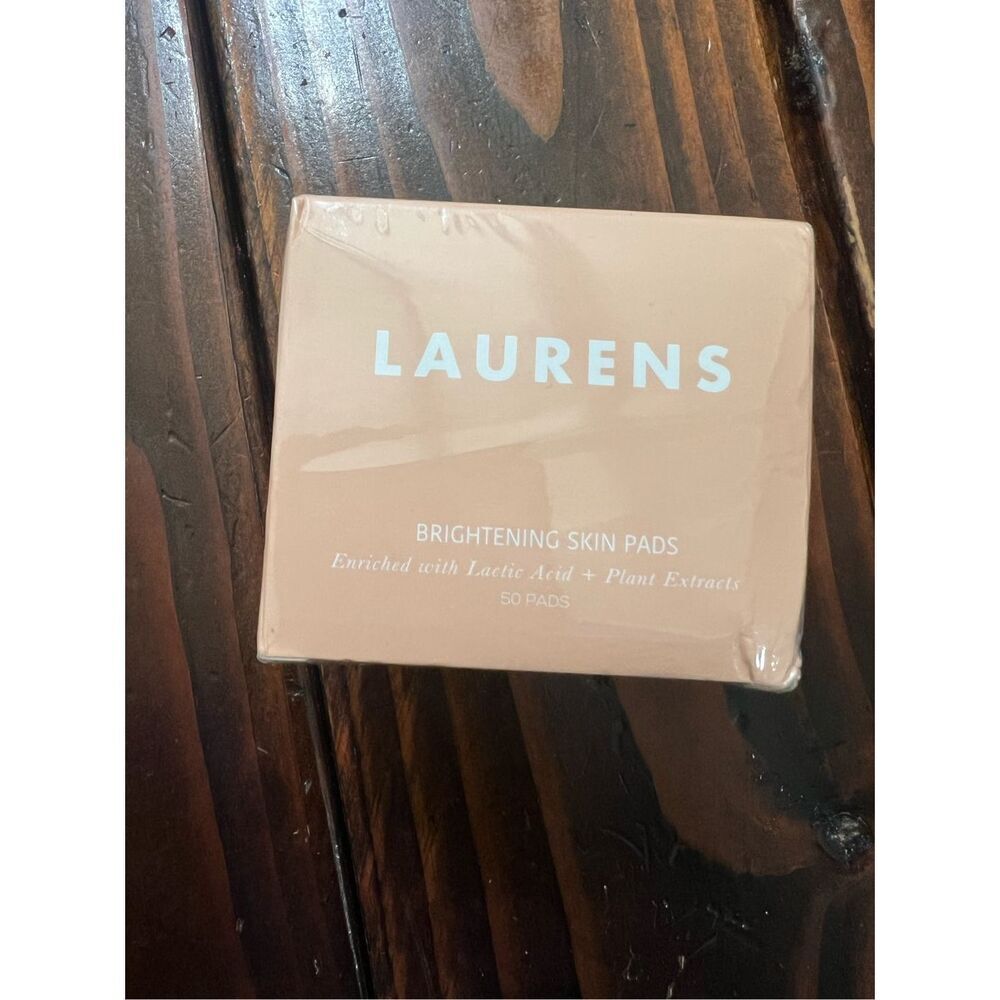 LAURENS
BRIGHTENING SKIN PADS
Enriched with Lactic Acid + Plant Extracts
50 PADS